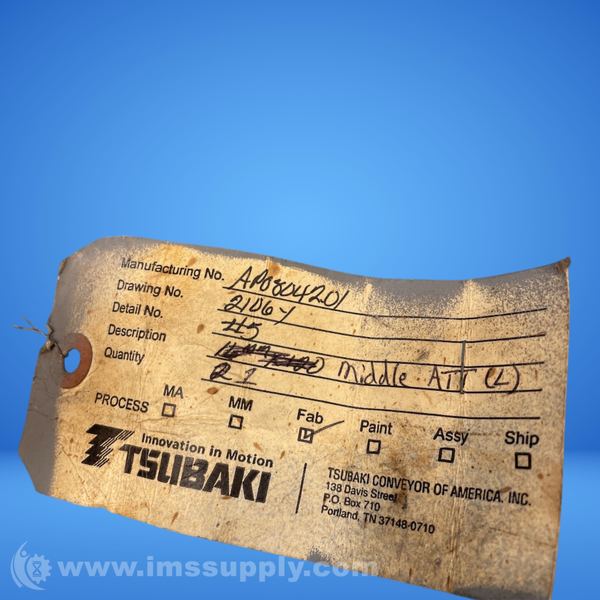 Manufacturing No. AP0804201
Drawing No. 21064
Detail No. 45
Description Middle ATT (L)
Quantity 2 1
PROCESS MA MM Fab Paint Assy Ship
Innovation in Motion
TSUBAKI
TSUBAKI CONVEYOR OF AMERICA, INC.
138 Davis Street
P.O. Box 710
Portland, TN 37148-0710
www.imssupply.com